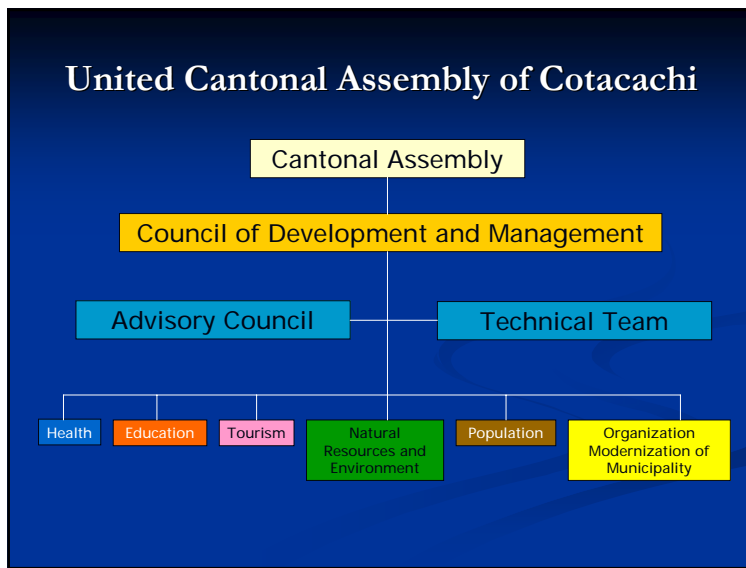 United Cantonal Assembly of Cotacachi
Cantonal Assembly
Council of Development and Management
Advisory Council
Technical Team
Health
Education
Tourism
Natural
Resources and
Environment
Population
Organization
Modernization of
Municipality